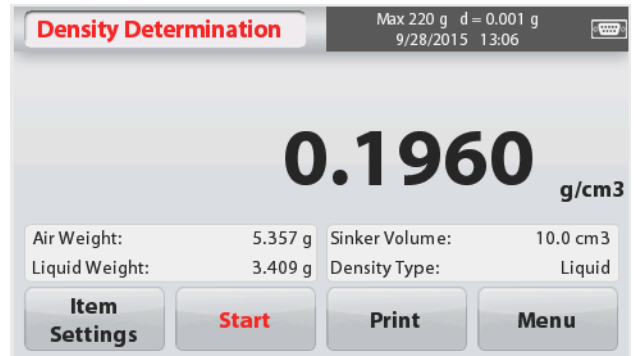 Density Determination
Max 220 g d = 0.001 g
9/28/2015 13:06
0.1960
g/cm3
Air Weight: 5.357 g
Liquid Weight: 3.409 g
Sinker Volume: 10.0 cm3
Density Type: Liquid
Item
Settings
Start
Print
Menu